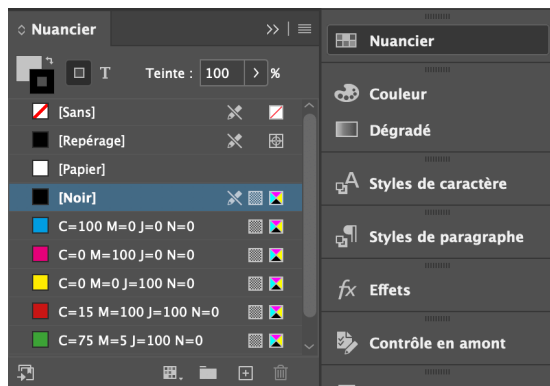 Nuancier
T
Teinte : 100 > %
[Sans]
[Repérage]
[Papier]
[Noir]
C=100 M=0 J=0 N=0
C=0 M=100 J=0 N=0
C=0 M=0 J=100 N=0
C=15 M=100 J=100 N=0
C=75 M=5 J=100 N=0
Nuancier
Couleur
Dégradé
Styles de caractère
Styles de paragraphe
fx Effets
Contrôle en amont